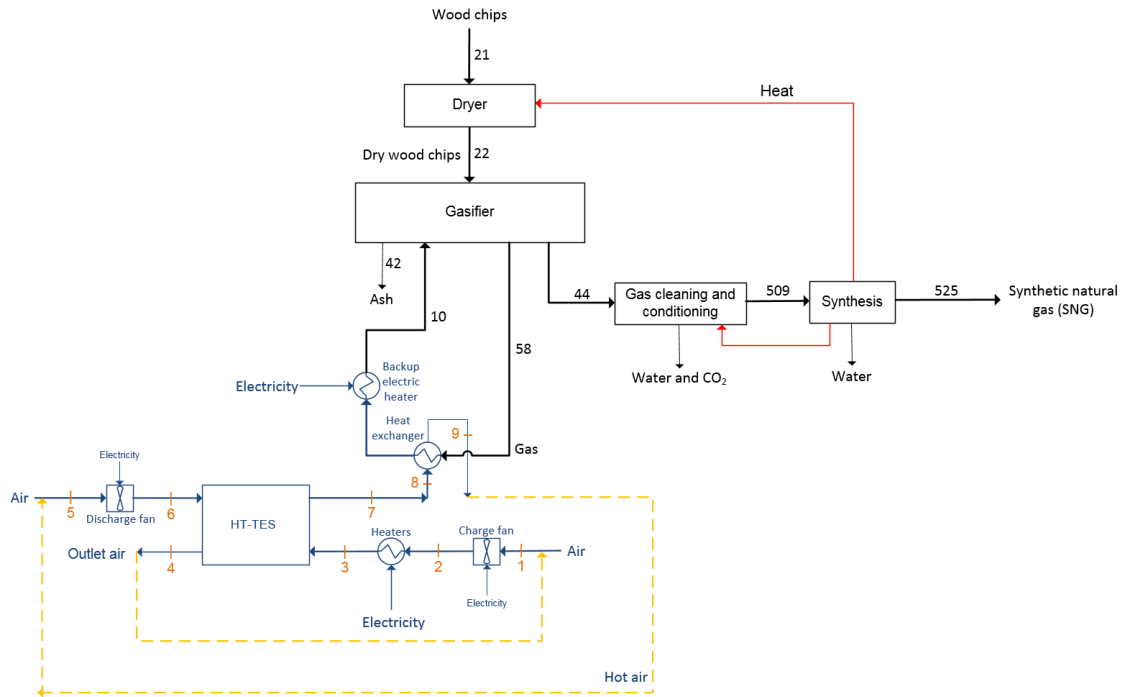 Wood chips
21
Dryer
Heat
Dry wood chips
22
Gasifier
42
Ash
10
44
Gas cleaning and
conditioning
509
Synthesis
525
Synthetic natural
gas (SNG)
58
Water and CO₂
Water
Electricity
Backup
electric
heater
Heat
exchanger
9
Gas
8
Electricity
Air
5
6
7
Discharge fan
HT-TES
Heaters
Charge fan
Outlet air
4
3
2
1
Air
Electricity
Electricity
Hot air